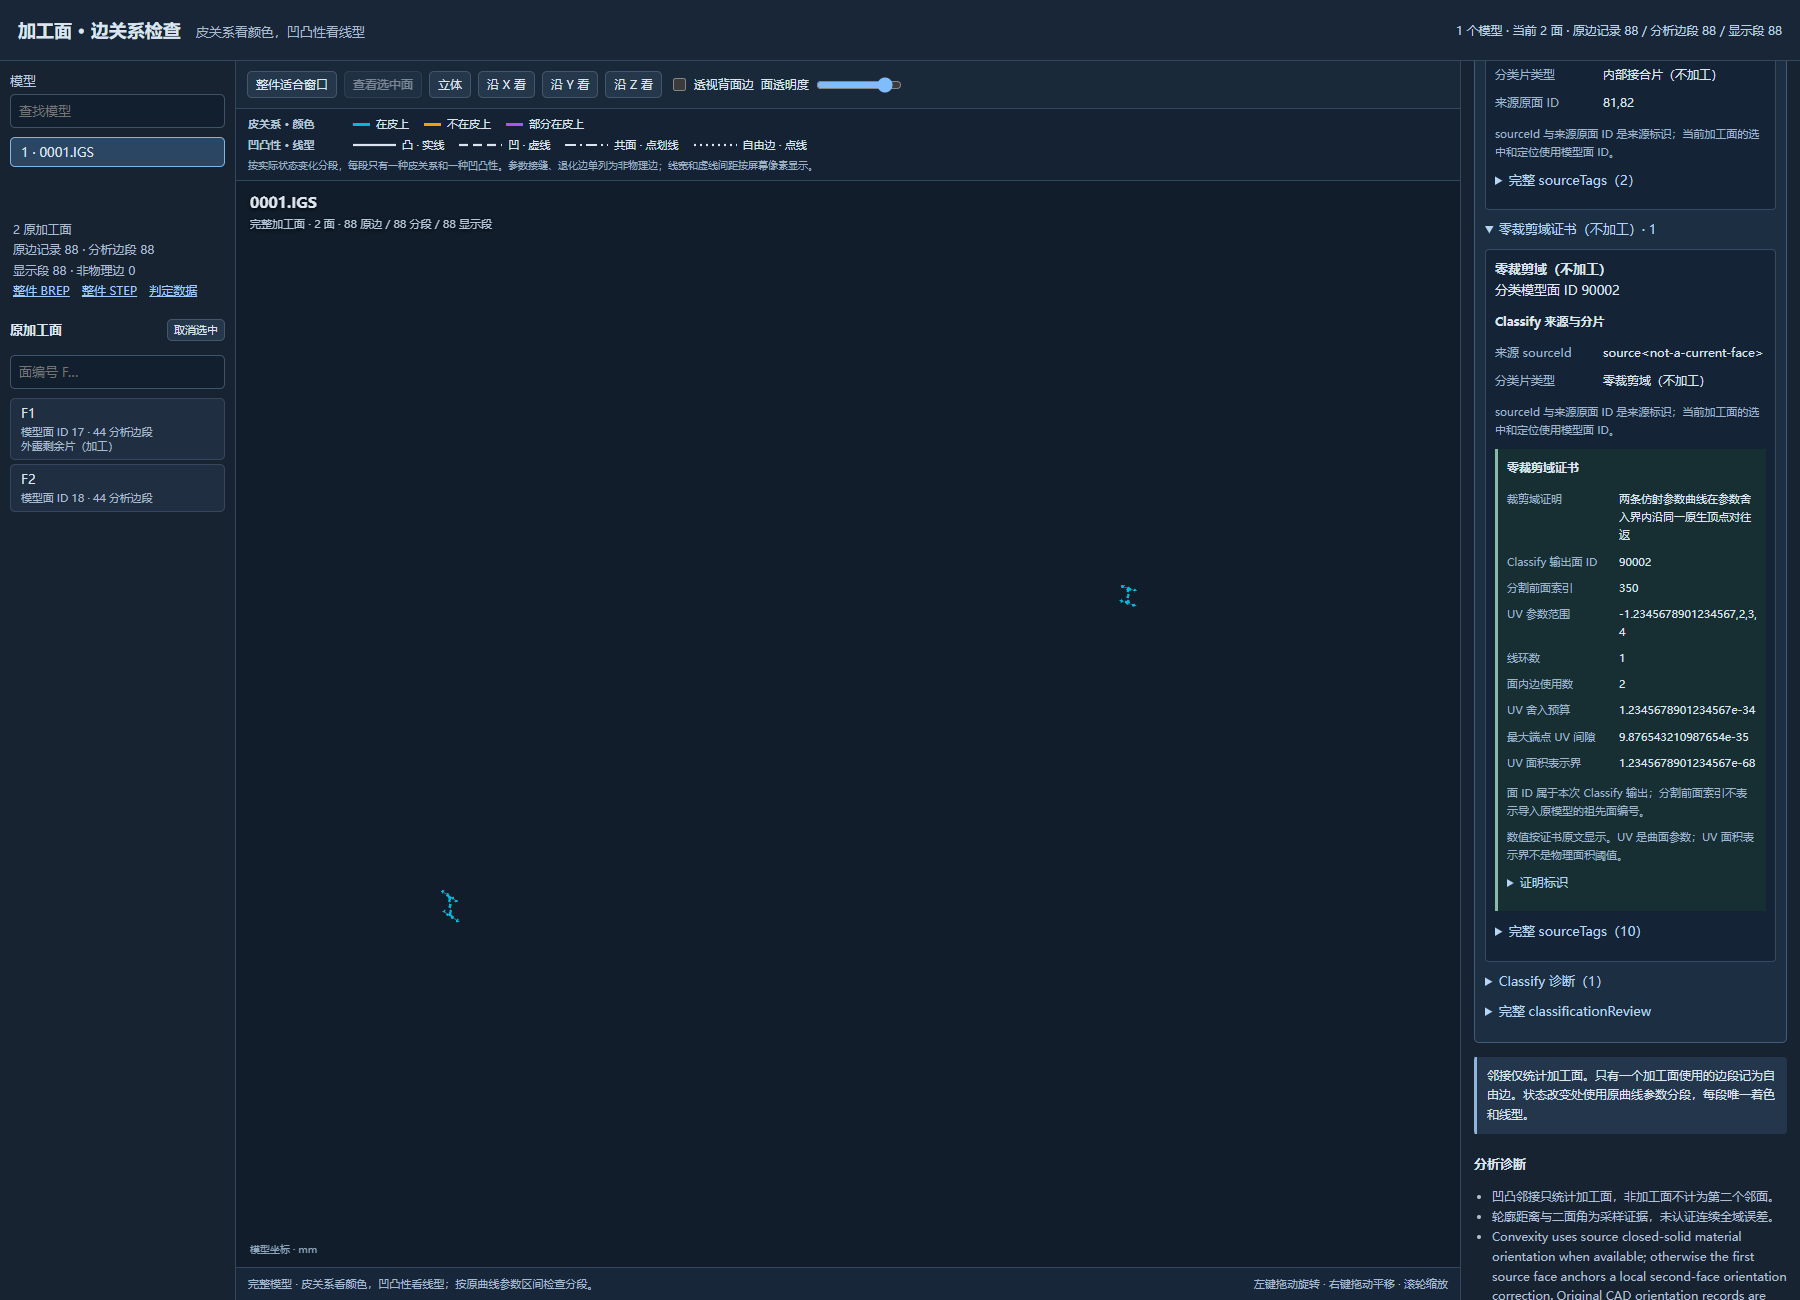 加工面 • 边关系检查 皮关系看颜色，凹凸性看线型
1 个模型 · 当前 2 面 · 原边记录 88 / 分析边段 88 / 显示段 88
模型
查找模型
1 · 0001.IGS
2 原加工面
原边记录 88 · 分析边段 88
显示段 88 · 非物理边 0
整件 BREP 整件 STEP 判定数据
原加工面 取消选中
面编号 F...
F1
模型面 ID 17 · 44 分析边段
外露剩余片（加工）
F2
模型面 ID 18 · 44 分析边段
整件适合窗口 查看选中面 立体 沿 X 看 沿 Y 看 沿 Z 看 透视背面边 面透明度
皮关系 • 颜色 在皮上 不在皮上 部分在皮上
凹凸性 • 线型 凸 · 实线 凹 · 虚线 共面 · 点划线 自由边 · 点线
按实际状态变化分段，每段只有一种皮关系和一种凹凸性。参数接缝、退化边单列为非物理边；线宽和虚线间距按屏幕像素显示。
0001.IGS
完整加工面 · 2 面 · 88 原边 / 88 分段 / 88 显示段
模型坐标 · mm
完整模型 · 皮关系看颜色，凹凸性看线型；按原曲线参数区间检查分段。
左键拖动旋转 · 右键拖动平移 · 滚轮缩放
分类片类型 内部接合片（不加工）
来源原面 ID 81,82
sourceId 与来源原面 ID 是来源标识；当前加工面的选
中和定位使用模型面 ID。
完整 sourceTags（2）
零裁剪域证书（不加工）· 1
零裁剪域（不加工）
分类模型面 ID 90002
Classify 来源与分片
来源 sourceId source<not-a-current-face>
分类片类型 零裁剪域（不加工）
sourceId 与来源原面 ID 是来源标识；当前加工面的选
中和定位使用模型面 ID。
零裁剪域证书
裁剪域证明 两条仿射参数曲线在参数舍
入界内沿同一原生顶点对往
返
Classify 输出面 ID 90002
分割前面索引 350
UV 参数范围 -1.2345678901234567,2,3,
4
线环数 1
面内边使用数 2
UV 舍入预算 1.2345678901234567e-34
最大端点 UV 间隙 9.876543210987654e-35
UV 面积表示界 1.2345678901234567e-68
面 ID 属于本次 Classify 输出；分割前面索引不表
示导入原模型的祖先面编号。
数值按证书原文显示。UV 是曲面参数；UV 面积表
示界不是物理面积阈值。
证明标识
完整 sourceTags（10）
Classify 诊断（1）
完整 classificationReview
邻接仅统计加工面。只有一个加工面使用的边段记为自
由边。状态改变处使用原曲线参数分段，每段唯一着色
和线型。
分析诊断
• 凹凸邻接只统计加工面，非加工面不计为第二个邻面。
• 轮廓距离与二面角为采样证据，未认证连续全域误差。
• Convexity uses source closed-solid material
orientation when available; otherwise the first
source face anchors a local second-face orientation
correction. Original CAD orientation records are